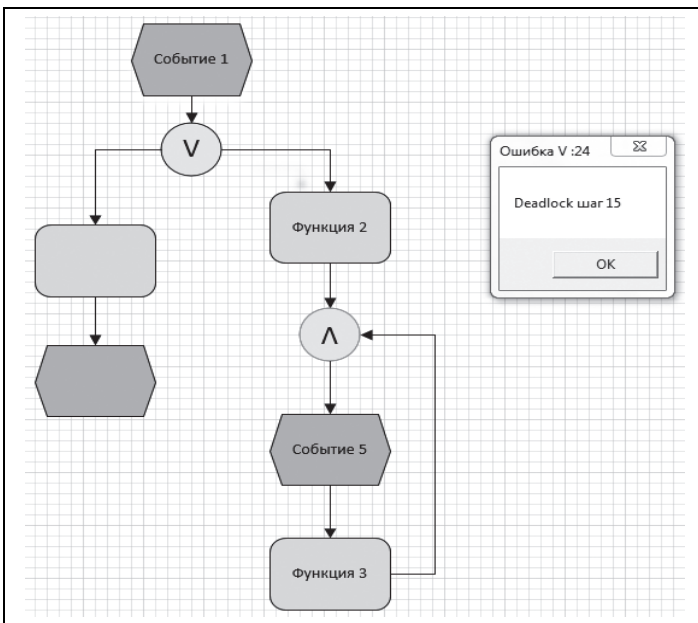 Событие 1
V
Функция 2
Λ
Событие 5
Функция 3
Ошибка V :24
Deadlock шаг 15
OK